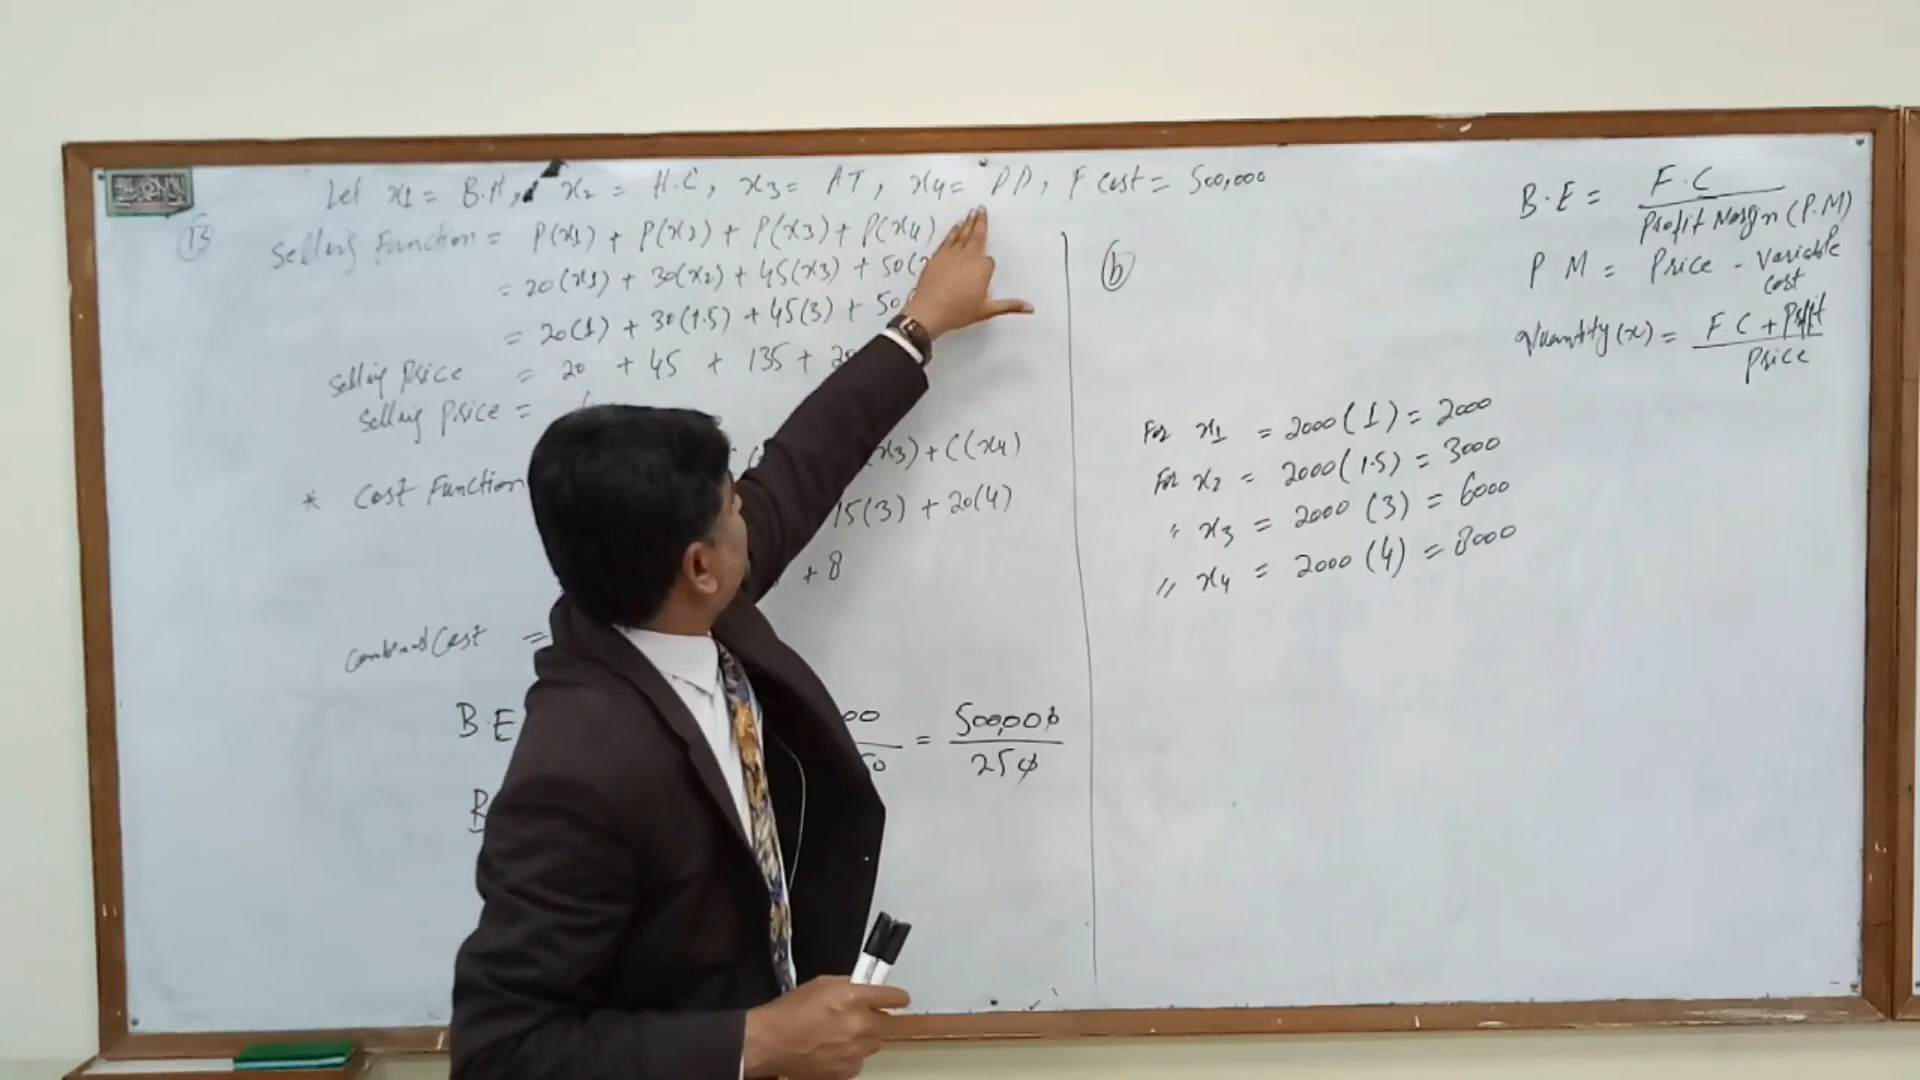 Let x1 = B.H, x2 = H.C, x3 = AT, x4 = PD; F cost = 500,000
13
Selling Function = P(x1) + P(x2) + P(x3) + P(x4)
= 20(x1) + 30(x2) + 45(x3) + 50(
= 20(1) + 30(1.5) + 45(3) + 50
Selling Price = 20 + 45 + 135 + 20
Selling Price =
* Cost Function x3) + C(x4)
15(3) + 20(4)
+ 8
Combined Cost =
B.E 00 = 500,000
50 250
B
b
B.E = F.C
Profit Margin (P.M)
P.M = Price - Variable
Cost
Quantity (x) = F.C + Profit
Price
For x1 = 2000(1) = 2000
For x2 = 2000(1.5) = 3000
" x3 = 2000 (3) = 6000
" x4 = 2000 (4) = 8000